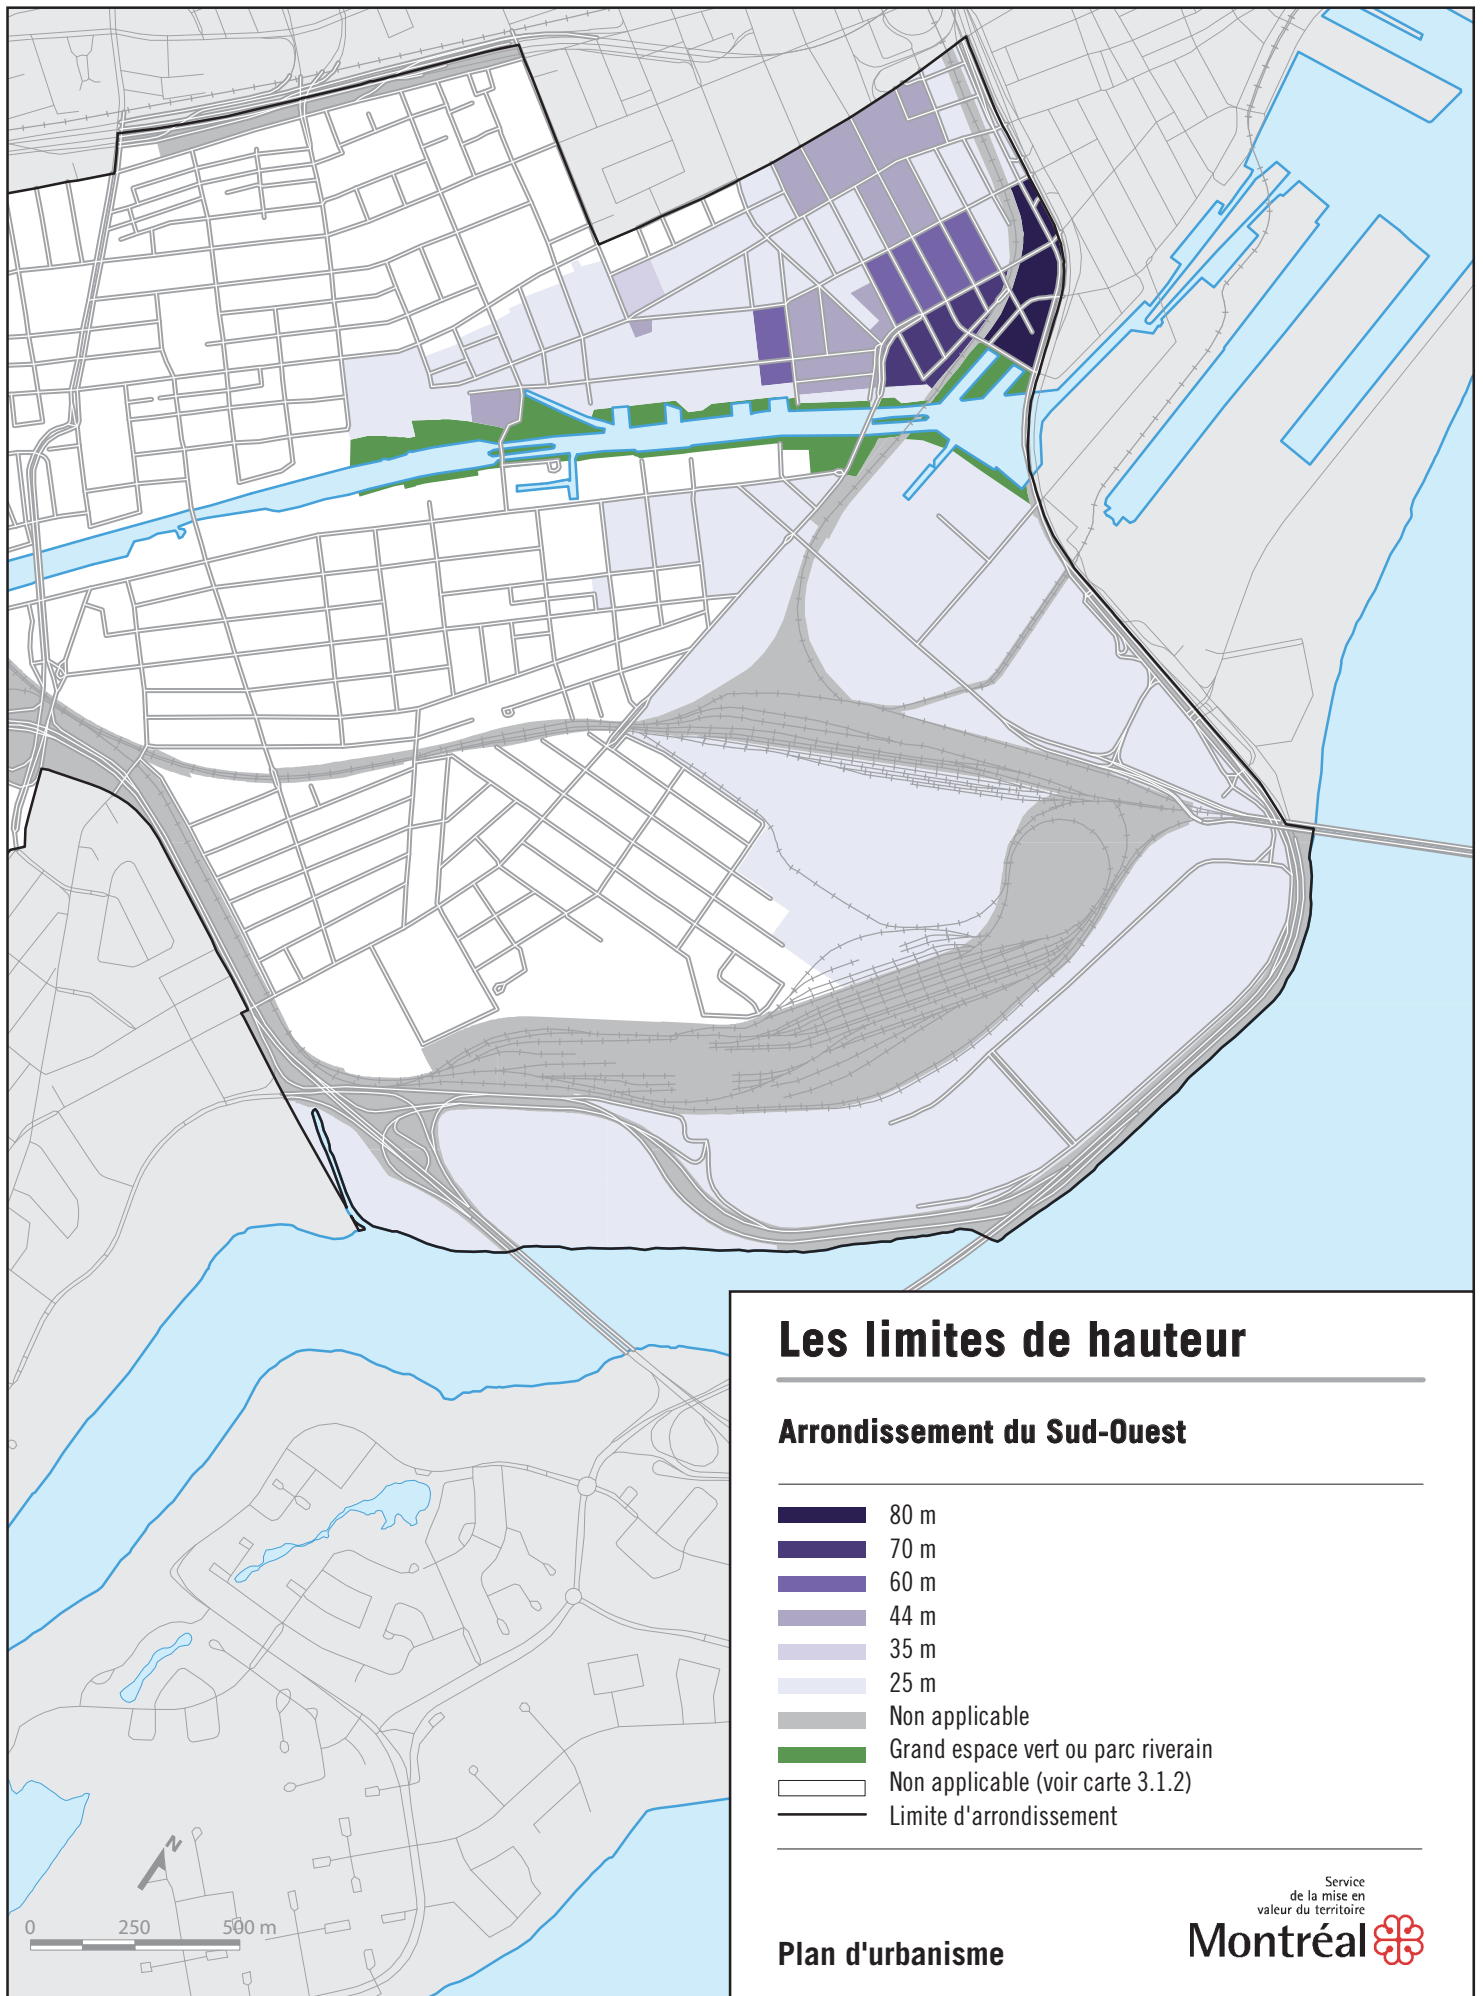 Les limites de hauteur
Arrondissement du Sud-Ouest
80 m
70 m
60 m
44 m
35 m
25 m
Non applicable
Grand espace vert ou parc riverain
Non applicable (voir carte 3.1.2)
Limite d'arrondissement
N
0 250 500 m
Service
de la mise en
valeur du territoire
Montréal
Plan d'urbanisme